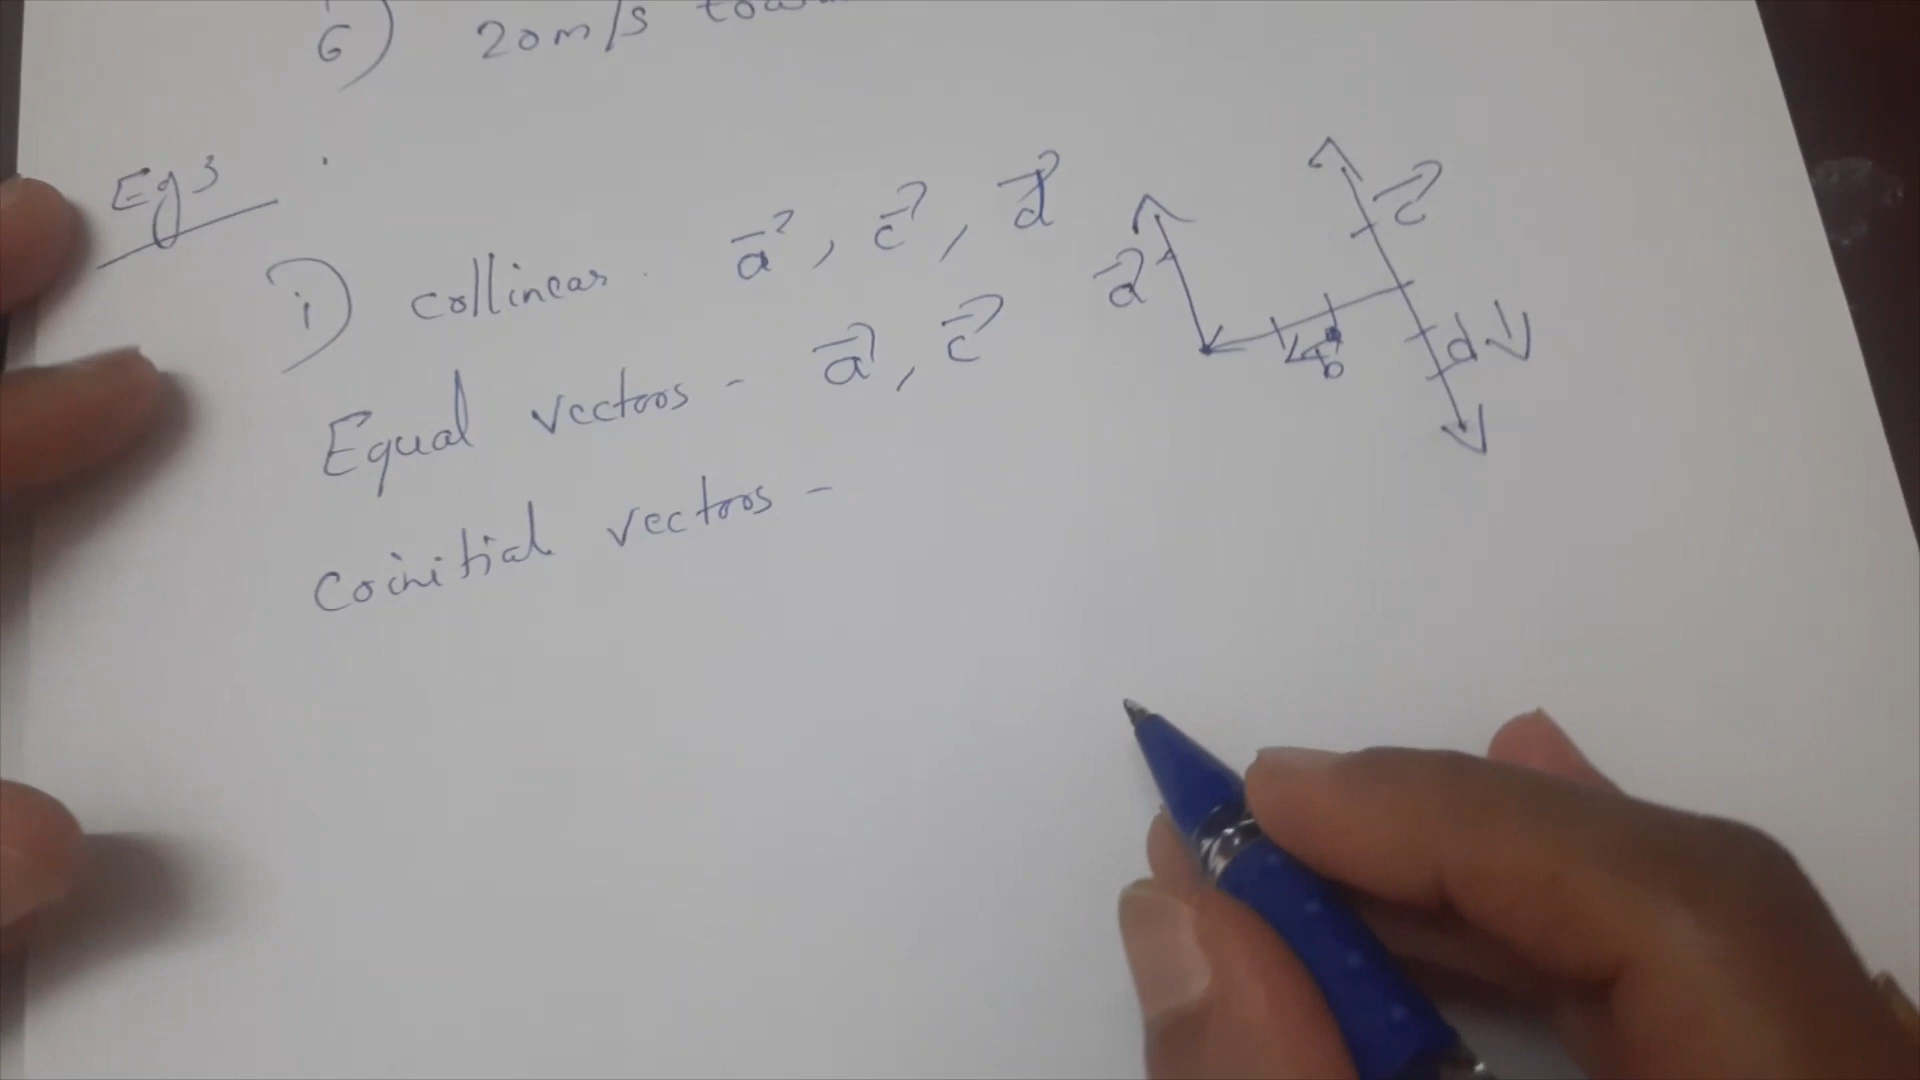 6) 20m/s
Eg 3
i) collinear. a⃗, c⃗, d⃗
Equal vectors - a⃗, c⃗
Coinitial vectors -
a⃗
b
c⃗
d